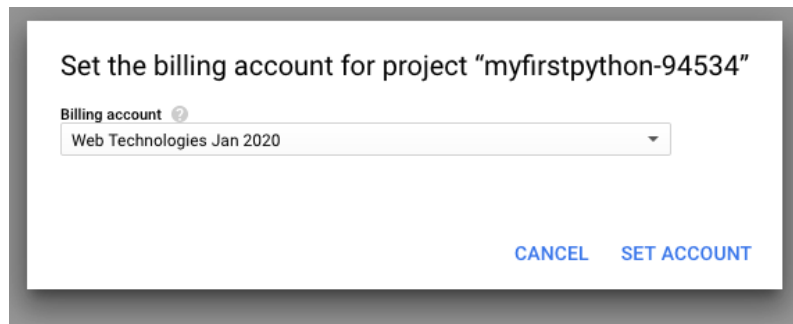 Set the billing account for project “myfirstpython-94534”
Billing account ?
Web Technologies Jan 2020
CANCEL SET ACCOUNT